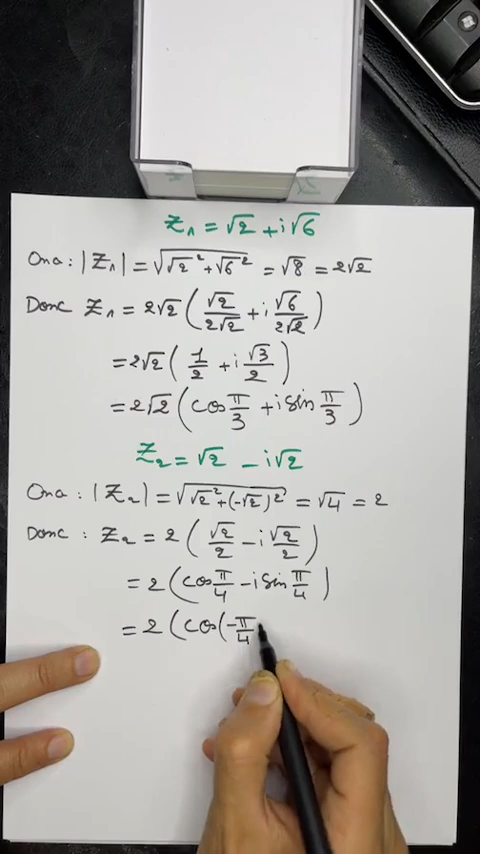 Z₁ = √2 + i√6
On a : |Z₁| = √(√2² + √6²) = √8 = 2√2
Donc Z₁ = 2√2 ( √2/2√2 + i √6/2√2 )
= 2√2 ( 1/2 + i √3/2 )
= 2√2 ( cos π/3 + i sin π/3 )
Z₂ = √2 - i√2
On a : |Z₂| = √(√2² + (-√2)²) = √4 = 2
Donc : Z₂ = 2 ( √2/2 - i √2/2 )
= 2 ( cos π/4 - i sin π/4 )
= 2 ( cos(-π/4